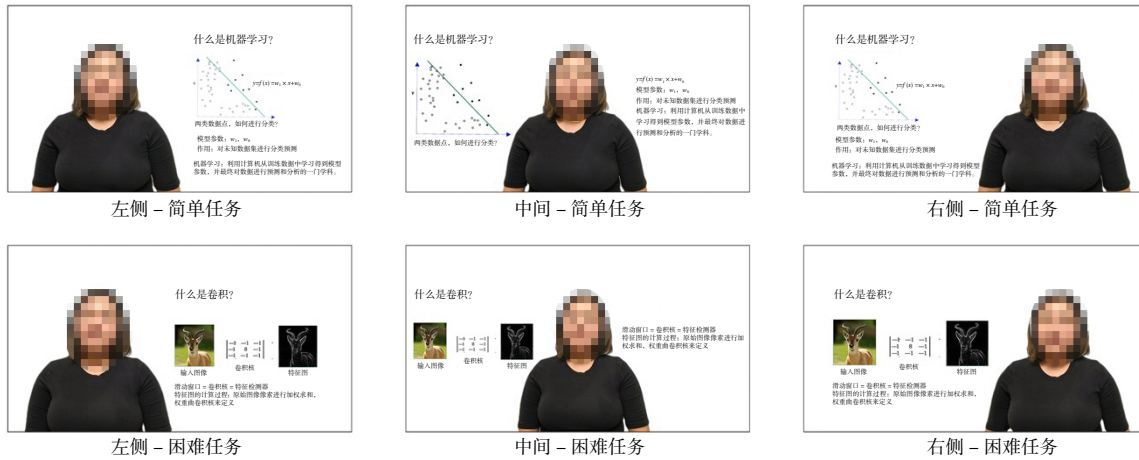 什么是机器学习?
y=f(x)=w₁×x+w₀
两类数据点,如何进行分类?
模型参数:w₁,w₀
作用:对未知数据集进行分类预测
机器学习:利用计算机从训练数据中学习得到模型
参数,并最终对数据进行预测和分析的一门学科。
左侧 – 简单任务
什么是机器学习?
y
两类数据点,如何进行分类?
y=f(x)=w₁×x+w₀
模型参数:w₁,w₀
作用:对未知数据集进行分类预测
机器学习:利用计算机从训练数据中
学习得到模型参数,并最终对数据进
行预测和分析的一门学科。
中间 – 简单任务
什么是机器学习?
y=f(x)=w₁×x+w₀
两类数据点,如何进行分类?
模型参数:w₁,w₀
作用:对未知数据集进行分类预测
机器学习:利用计算机从训练数据中学习得到模型
参数,并最终对数据进行预测和分析的一门学科。
右侧 – 简单任务
什么是卷积?
输入图像
卷积核
特征图
滑动窗口 = 卷积核 = 特征检测器
特征图的计算过程:原始图像像素进行加权求和,
权重由卷积核来定义
左侧 – 困难任务
什么是卷积?
输入图像
卷积核
特征图
滑动窗口 = 卷积核 = 特征检测器
特征图的计算过程:原始图像像素进行加
权求和,权重由卷积核来定义
中间 – 困难任务
什么是卷积?
输入图像
卷积核
特征图
滑动窗口 = 卷积核 = 特征检测器
特征图的计算过程:原始图像像素进行加权求和,
权重由卷积核来定义
右侧 – 困难任务